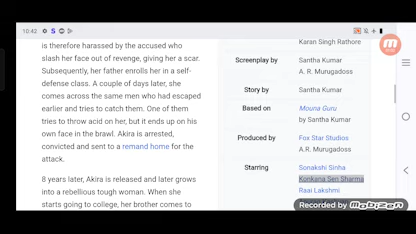 10:42
is therefore harassed by the accused who
slash her face out of revenge, giving her a scar.
Subsequently, her father enrolls her in a self-
defense class. A couple of days later, she
comes across the same men who had escaped
earlier and tries to catch them. One of them
tries to throw acid on her, but it ends up on his
own face in the brawl. Akira is arrested,
convicted and sent to a remand home for the
attack.
8 years later, Akira is released and later grows
into a rebellious tough woman. When she
starts going to college, her brother comes to
Karan Singh Rathore
Screenplay by Santha Kumar
A. R. Murugadoss
Story by Santha Kumar
Based on Mouna Guru
by Santha Kumar
Produced by Fox Star Studios
A.R. Murugadoss
Starring Sonakshi Sinha
Konkana Sen Sharma
Raai Lakshmi
Recorded by Mobizen